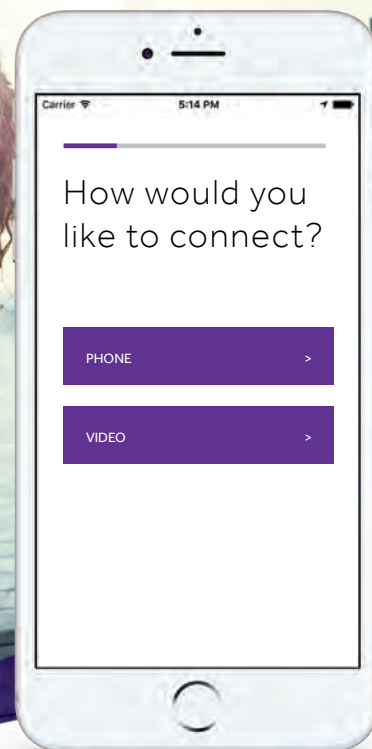 Carrier 5:14 PM
How would you
like to connect?
PHONE >
VIDEO >